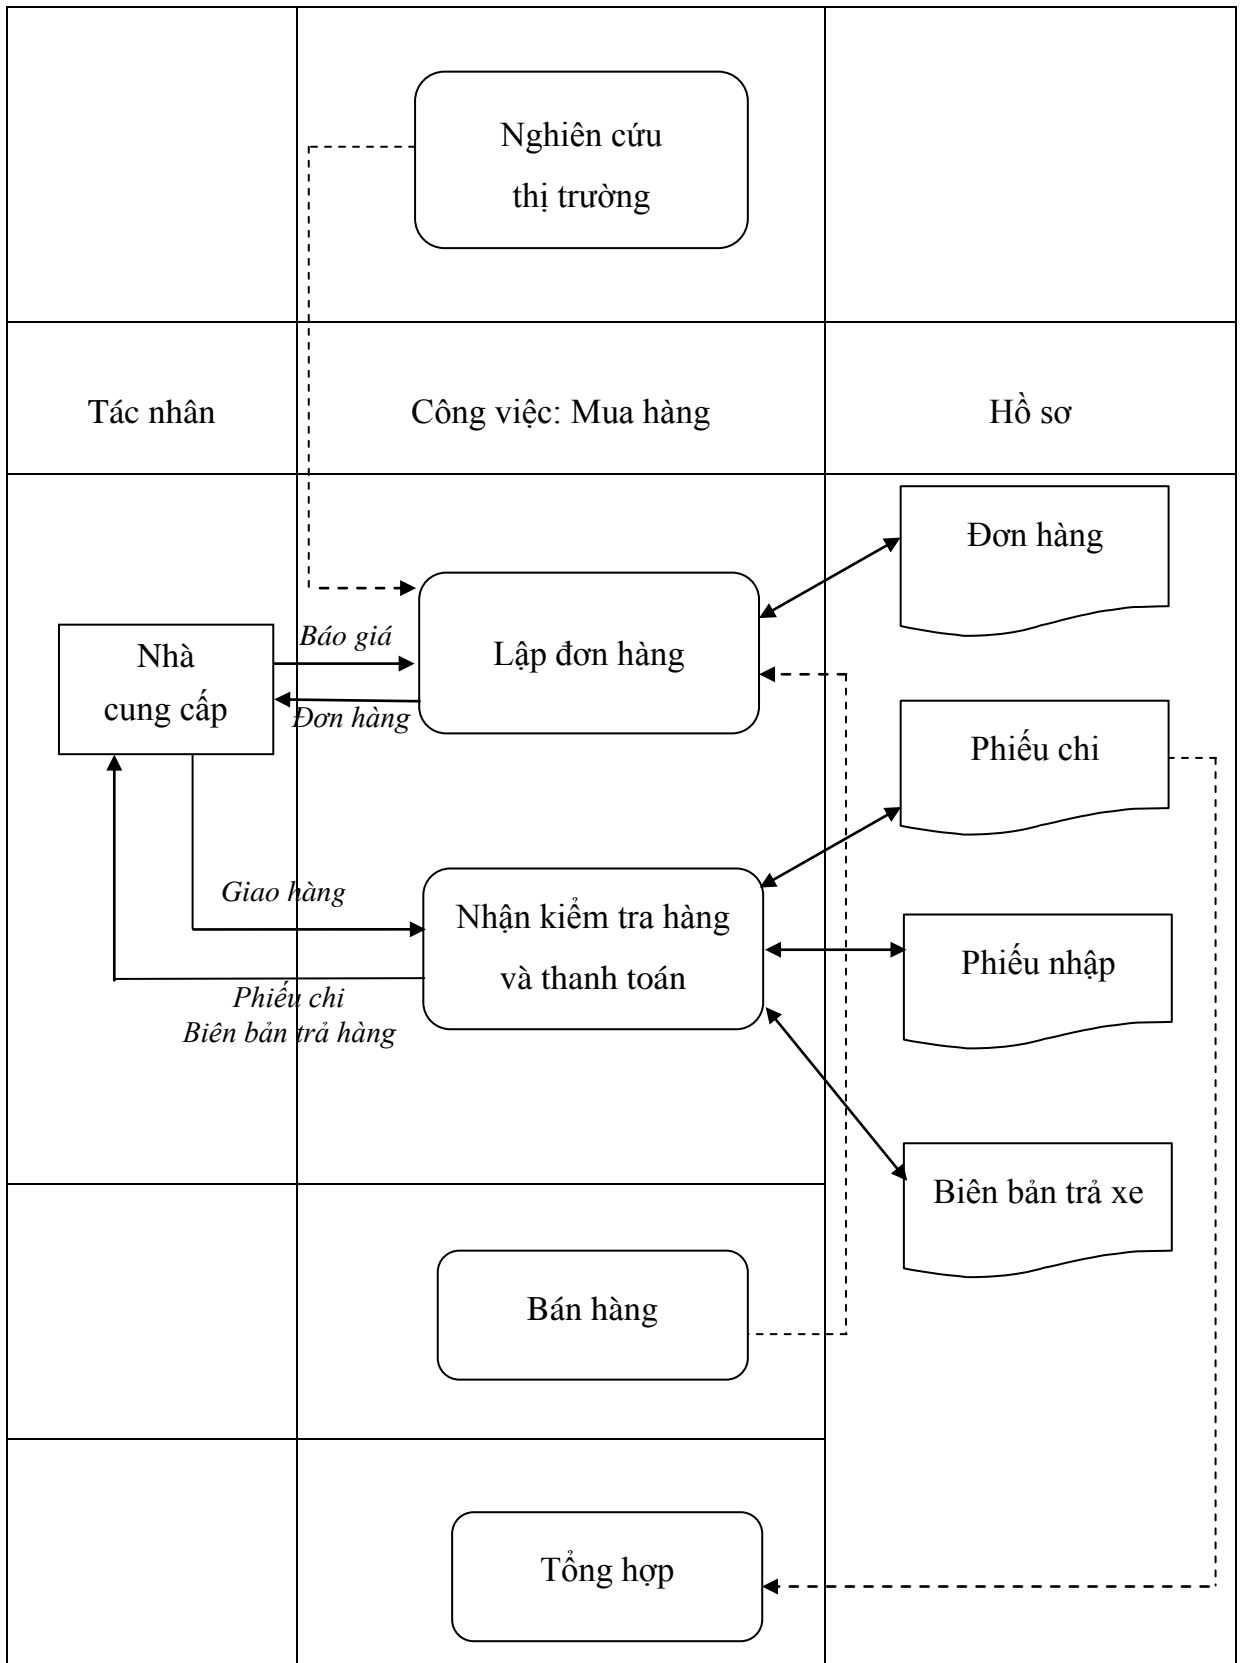 Nghiên cứu
thị trường
Tác nhân
Công việc: Mua hàng
Hồ sơ
Đơn hàng
Báo giá
Nhà
cung cấp
Lập đơn hàng
Đơn hàng
Phiếu chi
Giao hàng
Nhận kiểm tra hàng
và thanh toán
Phiếu nhập
Phiếu chi
Biên bản trả hàng
Biên bản trả xe
Bán hàng
Tổng hợp